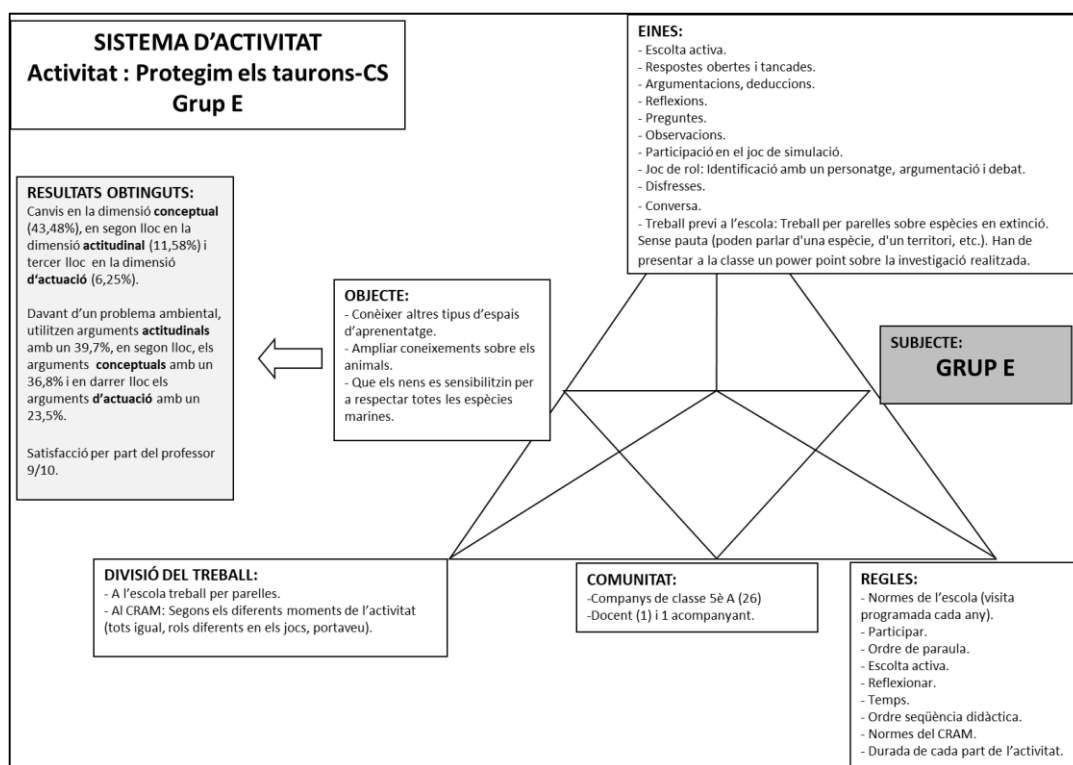 SISTEMA D'ACTIVITAT
Activitat : Protegim els taurons-CS
Grup E
EINES:
- Escolta activa.
- Respostes obertes i tancades.
- Argumentacions, deduccions.
- Reflexions.
- Preguntes.
- Observacions.
- Participació en el joc de simulació.
- Joc de rol: Identificació amb un personatge, argumentació i debat.
- Disfresses.
- Conversa.
- Treball previ a l'escola: Treball per parelles sobre espècies en extinció.
Sense pauta (poden parlar d'una espècie, d'un territori, etc.). Han de
presentar a la classe un power point sobre la investigació realitzada.
RESULTATS OBTINGUTS:
Canvis en la dimensió conceptual
(43,48%), en segon lloc en la
dimensió actitudinal (11,58%) i
tercer lloc en la dimensió
d'actuació (6,25%).
Davant d'un problema ambiental,
utilitzen arguments actitudinals
amb un 39,7%, en segon lloc, els
arguments conceptuals amb un
36,8% i en darrer lloc els
arguments d'actuació amb un
23,5%.
Satisfacció per part del professor
9/10.
OBJECTE:
- Conèixer altres tipus d'espais
d'aprenentatge.
- Ampliar coneixements sobre els
animals.
- Que els nens es sensibilitzin per
a respectar totes les espècies
marines.
SUBJECTE:
GRUP E
DIVISIÓ DEL TREBALL:
- A l'escola treball per parelles.
- Al CRAM: Segons els diferents moments de l'activitat
(tots igual, rols diferents en els jocs, portaveu).
COMUNITAT:
-Companys de classe 5è A (26)
-Docent (1) i 1 acompanyant.
REGLES:
- Normes de l'escola (visita
programada cada any).
- Participar.
- Ordre de paraula.
- Escolta activa.
- Reflexionar.
- Temps.
- Ordre seqüència didàctica.
- Normes del CRAM.
- Durada de cada part de l'activitat.